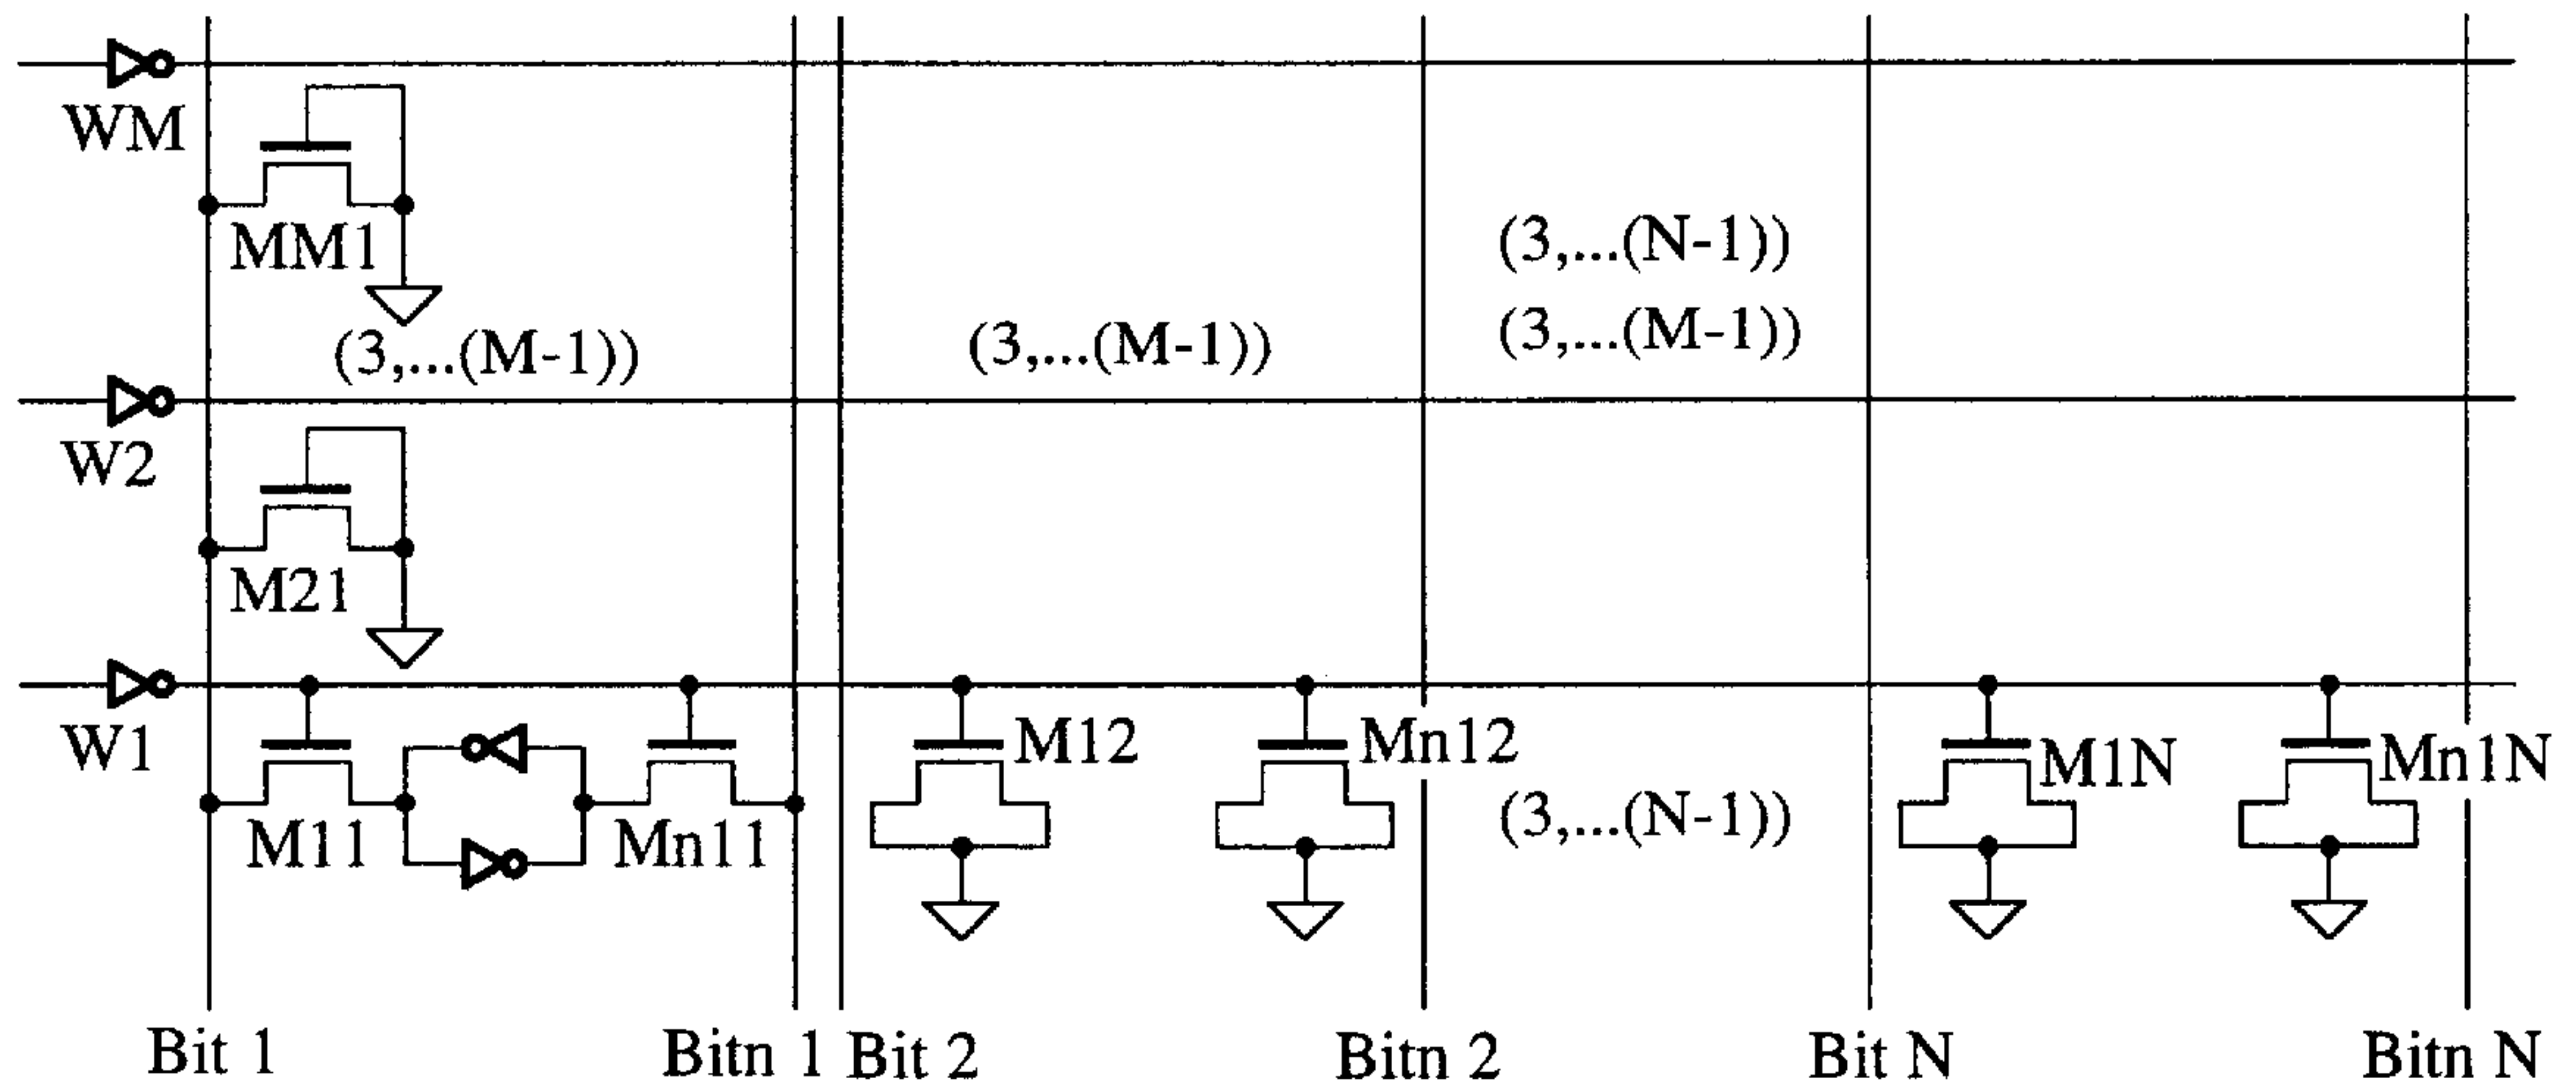 WM
MM1
(3,...(N-1))
(3,...(M-1))
(3,...(M-1))
(3,...(M-1))
W2
M21
W1
M12
Mn12
M1N
Mn1N
M11
Mn11
(3,...(N-1))
Bit 1
Bitn 1
Bit 2
Bitn 2
Bit N
Bitn N